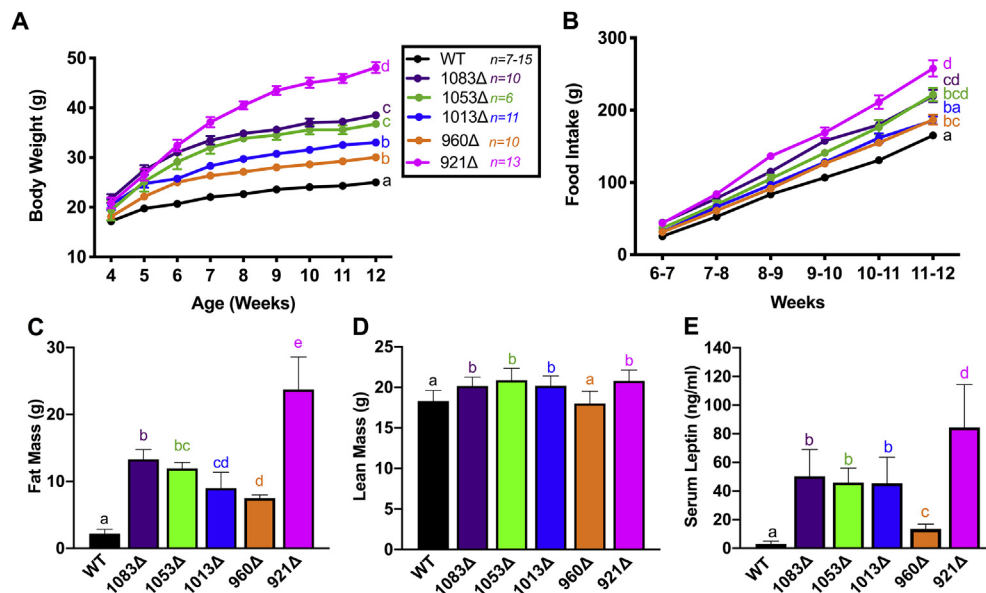 A
Body Weight (g)
50
40
30
20
10
4 5 6 7 8 9 10 11 12
Age (Weeks)
d
c
c
b
b
a
WT n=7-15
1083Δ n=10
1053Δ n=6
1013Δ n=11
960Δ n=10
921Δ n=13
B
Food Intake (g)
300
200
100
0
6-7 7-8 8-9 9-10 10-11 11-12
Weeks
d
cd
bcd
ba
bc
a
C
Fat Mass (g)
30
20
10
0
a b bc cd d e
WT 1083Δ 1053Δ 1013Δ 960Δ 921Δ
D
Lean Mass (g)
25
20
15
10
5
0
a b b b a b
WT 1083Δ 1053Δ 1013Δ 960Δ 921Δ
E
Serum Leptin (ng/ml)
140
120
100
80
60
40
20
0
a b b b c d
WT 1083Δ 1053Δ 1013Δ 960Δ 921Δ